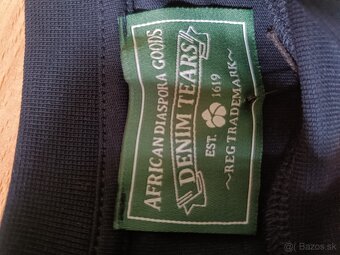 AFRICAN DIASPORA GOODS
DENIM TEARS
EST. 1619
~REG TRADEMARK~
© Bazos.sk